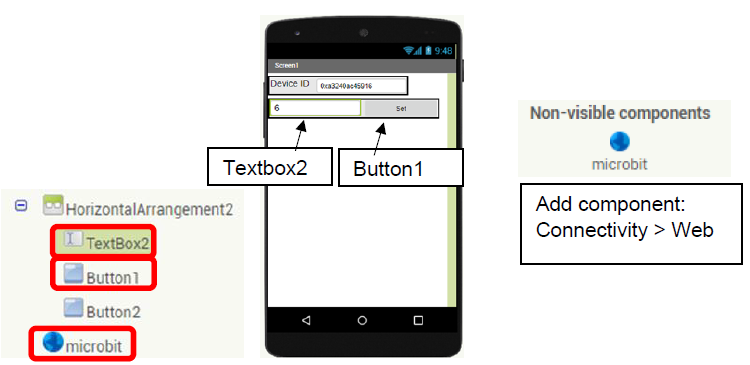 9:48
Screen1
Device ID 0xa3240ac45916
6 Set
Textbox2 Button1
HorizontalArrangement2
TextBox2
Button1
Button2
microbit
Non-visible components
microbit
Add component:
Connectivity > Web